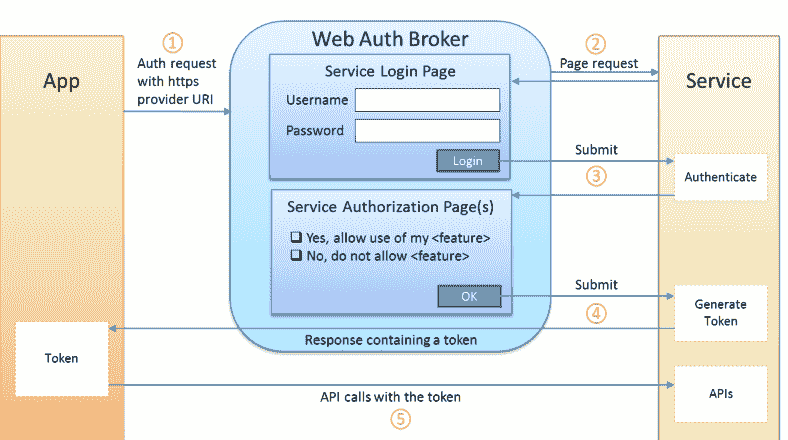 App
①
Auth request
with https
provider URI
Web Auth Broker
Service Login Page
Username
Password
Login
②
Page request
Service
Submit
③
Authenticate
Service Authorization Page(s)
Yes, allow use of my <feature>
No, do not allow <feature>
OK
Submit
④
Generate
Token
Response containing a token
Token
API calls with the token
⑤
APIs